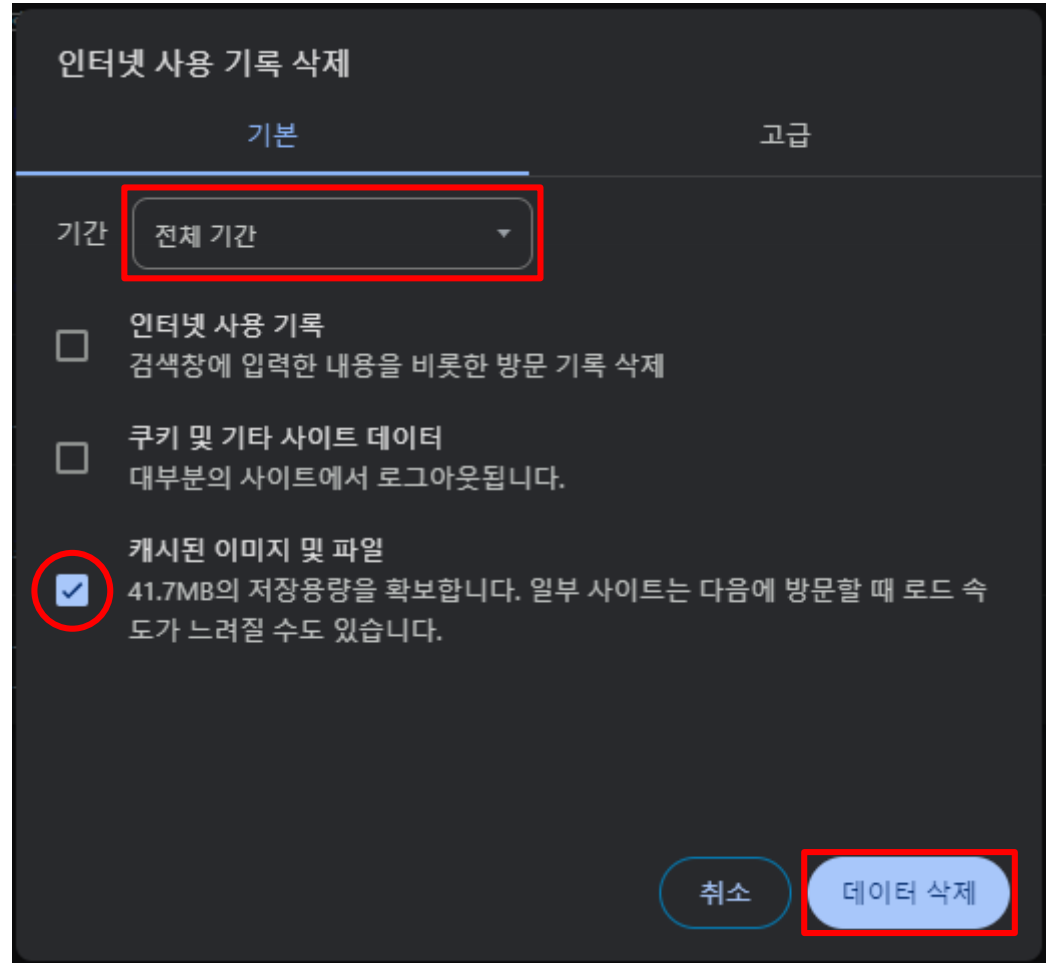 인터넷 사용 기록 삭제
기본 고급
기간 전체 기간
인터넷 사용 기록
검색창에 입력한 내용을 비롯한 방문 기록 삭제
쿠키 및 기타 사이트 데이터
대부분의 사이트에서 로그아웃됩니다.
캐시된 이미지 및 파일
41.7MB의 저장용량을 확보합니다. 일부 사이트는 다음에 방문할 때 로드 속
도가 느려질 수도 있습니다.
취소 데이터 삭제